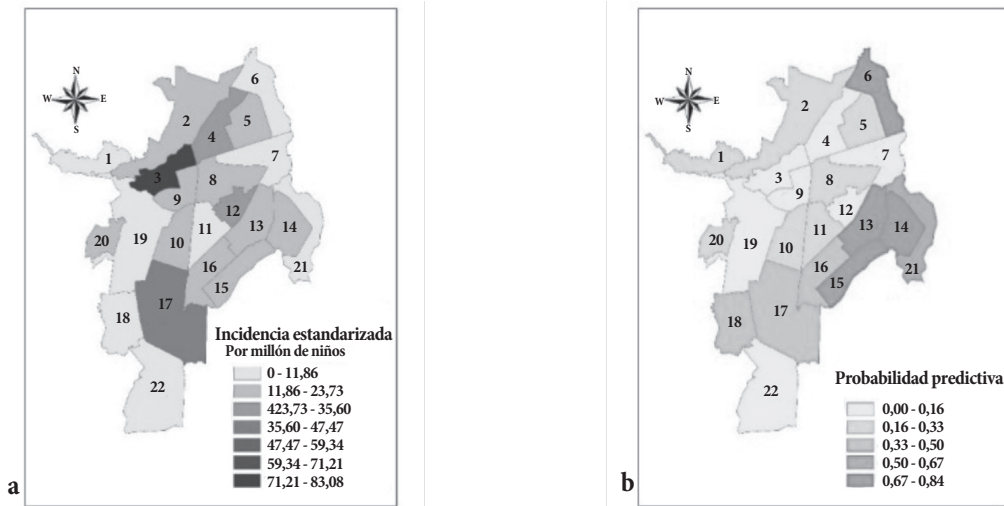 N
W E
S
6
2
5
4
1
7
3
8
9
12
11
13
14
20
19
10
16
21
15
17
18
22
Incidencia estandarizada
Por millón de niños
0 - 11,86
11,86 - 23,73
423,73 - 35,60
35,60 - 47,47
47,47 - 59,34
59,34 - 71,21
71,21 - 83,08
a
N
W E
S
6
2
5
4
1
7
3
8
9
12
11
13
14
20
19
10
16
21
15
17
18
22
Probabilidad predictiva
0,00 - 0,16
0,16 - 0,33
0,33 - 0,50
0,50 - 0,67
0,67 - 0,84
b